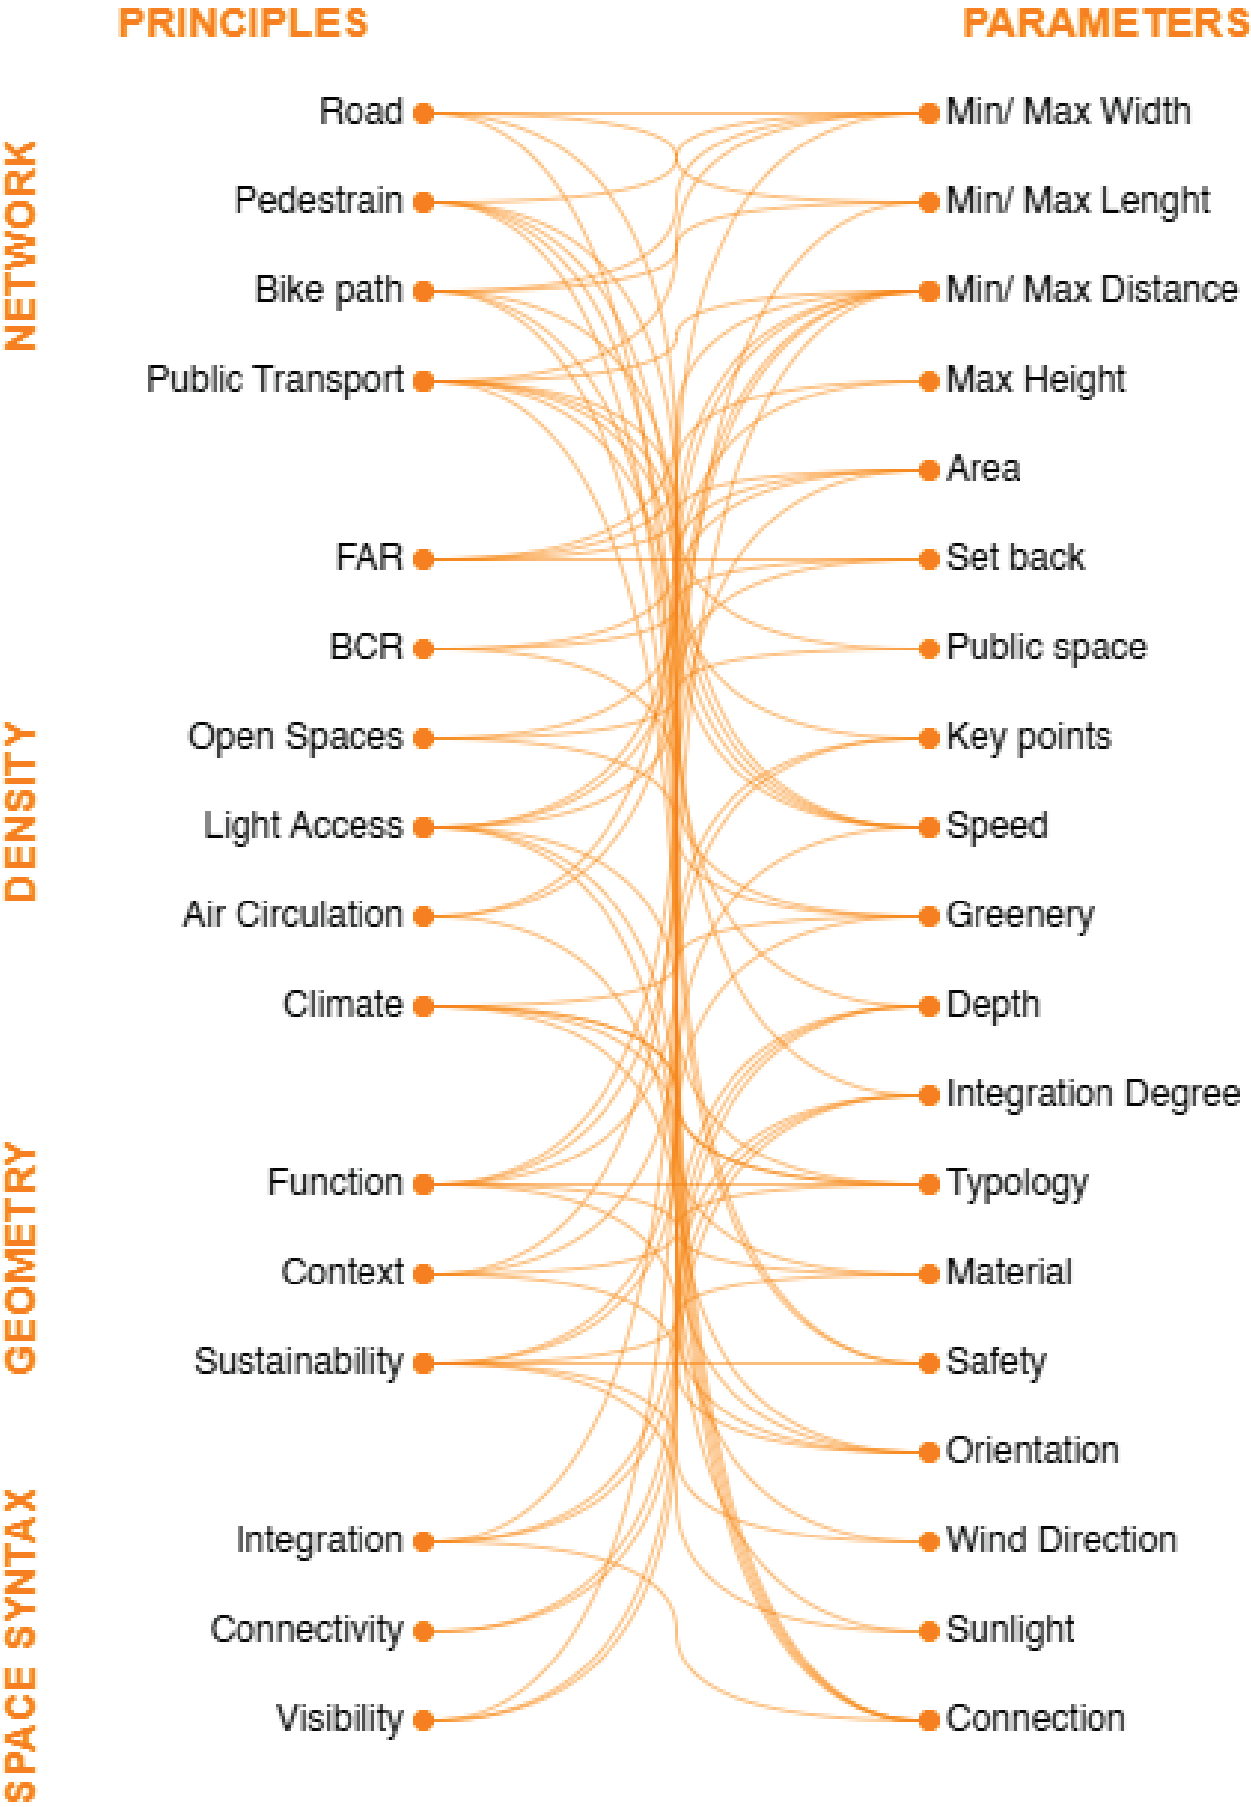 PRINCIPLES
PARAMETERS
NETWORK
Road
Pedestrain
Bike path
Public Transport
DENSITY
FAR
BCR
Open Spaces
Light Access
Air Circulation
Climate
GEOMETRY
Function
Context
Sustainability
SPACE SYNTAX
Integration
Connectivity
Visibility
Min/ Max Width
Min/ Max Lenght
Min/ Max Distance
Max Height
Area
Set back
Public space
Key points
Speed
Greenery
Depth
Integration Degree
Typology
Material
Safety
Orientation
Wind Direction
Sunlight
Connection